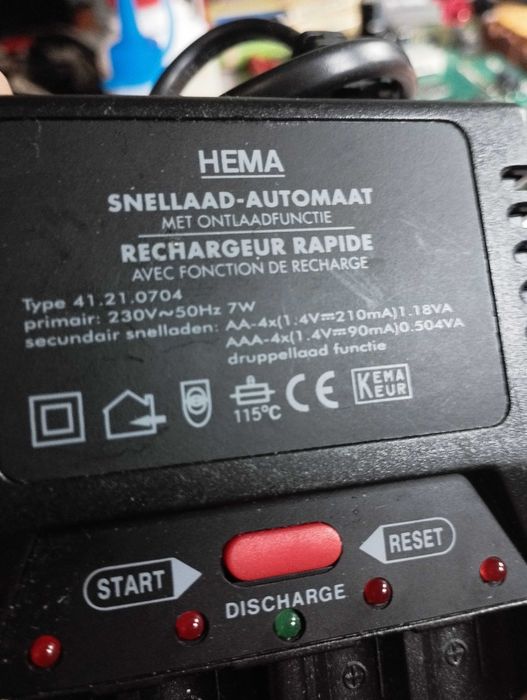 HEMA
SNELLAAD-AUTOMAAT
MET ONTLAADFUNCTIE
RECHARGEUR RAPIDE
AVEC FONCTION DE RECHARGE
Type 41.21.0704
primair: 230V~50Hz 7W
secundair snelladen: AA-4x(1.4V⎓210mA)1.18VA
AAA-4x(1.4V⎓90mA)0.504VA
druppellaad functie
115°C
CE
KEMA
KEUR
START
RESET
DISCHARGE